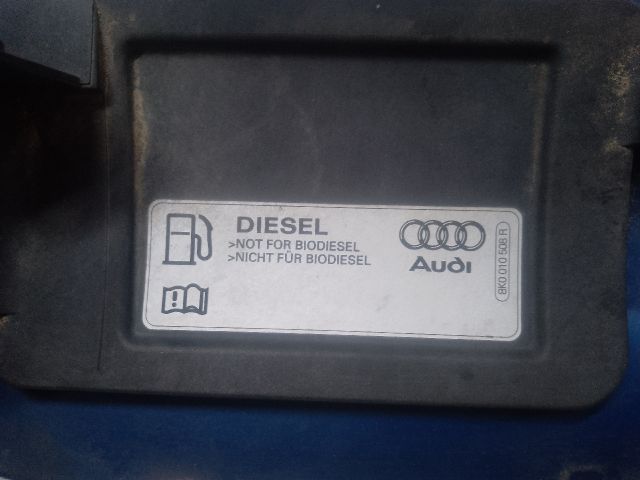 DIESEL
>NOT FOR BIODIESEL
>NICHT FÜR BIODIESEL
Audi
8K0 010 508 R